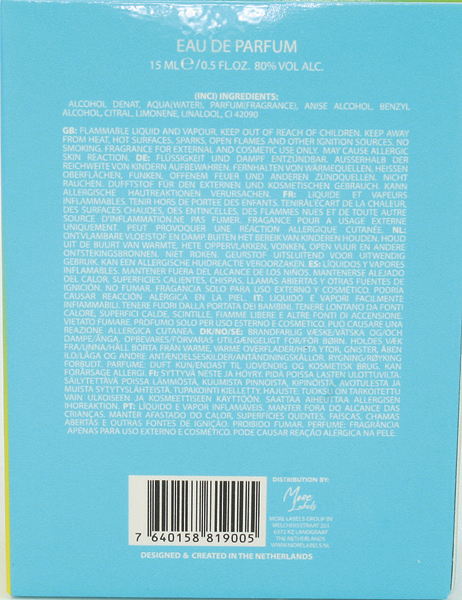 EAU DE PARFUM
15 ML℮/0.5 FL.OZ. 80% VOL ALC.
(INCI) INGREDIENTS:
ALCOHOL DENAT, AQUA(WATER), PARFUM(FRAGRANCE), ANISE ALCOHOL, BENZYL
ALCOHOL, CITRAL, LIMONENE, LINALOOL, CI 42090
GB: FLAMMABLE LIQUID AND VAPOUR. KEEP OUT OF REACH OF CHILDREN. KEEP AWAY
FROM HEAT, HOT SURFACES, SPARKS, OPEN FLAMES AND OTHER IGNITION SOURCES. NO
SMOKING. FRAGRANCE FOR EXTERNAL AND COSMETIC USE ONLY. MAY CAUSE ALLERGIC
SKIN REACTION. DE: FLÜSSIGKEIT UND DAMPF ENTZÜNDBAR. AUSSERHALB DER
REICHWEITE VON KINDERN AUFBEWAHREN. FERNHALTEN VON WÄRMEQUELLEN, HEISSEN
OBERFLÄCHEN, FUNKEN, OFFENEM FEUER UND ANDEREN ZUNDQUELLEN. NICHT
RAUCHEN. DUFTSTOF FÜR DEN EXTERNEN UND KOSMETISCHEN GEBRAUCH. KANN
ALLERGISCHE HAUTREAKTIONEN VERURSACHEN. FR: LIQUIDE ET VAPEURS
INFLAMMABLES. TENIR HORS DE PORTEE DES ENFANTS. TENIR À L'ECART DE LA CHALEUR,
DES SURFACES CHAUDES, DES ENTINCELLES, DES FLAMMES NUES ET DE TOUTE AUTRE
SOURCE D'INFLAMMATION. NE PAS FUMER. FRAGRANCE POUR A USAGE EXTERNE
UNIQUEMENT. PEUT PROVOQUER UNE RÉACTION ALLERGIQUE CUTANÉE. NL:
ONTVLAMBARE VLOEISTOF EN DAMP. BUITEN HET BEREIK VAN KINDEREN HOUDEN. HOUD
UIT DE BUURT VAN WARMTE, HETE OPPERVLAKKEN, VONKEN, OPEN VUUR EN ANDERE
ONTSTEKINGSBRONNEN. NIET ROKEN. GEURSTOF UITSLUITEND VOOR UITWENDIG
GEBRUIK. KAN EEN ALLERGISCHE HUIDREACTIE VEROORZAKEN. ES: LÍQUIDOS Y VAPORES
INFLAMABLES. MANTENER FUERA DEL ALCANCE DE LOS NIÑOS. MANTENERSE ALEJADO
DEL CALOR, SUPERFICIES CALIENTES, CHISPAS, LLAMAS ABIERTAS Y OTRAS FUENTES DE
IGNICIÓN. NO FUMAR. FRAGANCIA SOLO PARA USO EXTERNO Y COSMETICO. PODRIA
CAUSAR REACCIÓN ALERGICA EN LA PIEL. IT: LIQUIDO E VAPORI FACILMENTE
INFIAMMABILI. TENERE FUORI DALLA PORTATA DEI BAMBINI. TENERE LONTANO DA FONTI
CALORE, SUPERFICI CALDE, SCINTILLE, FIAMME LIBERE E ALTRE FONTI DI ACCENSIONE.
VIETATO FUMARE. PROFUMO SOLO PER USO ESTERNO E COSMETICO. PUÒ CAUSARE UNA
REAZIONE ALLERGICA CUTANEA. DK/NO/SE: BRANDFARLIG VÆSKE/VÄTSKA OG/OCH
DAMPE/ÅNGA. OPBEVARES/FÖRVARAS UTILGÆNGELIGT FOR/FÖR BØRN. HOLDES VÆK
FRA/UNNA/HÅLL BORTA FRÅN VARME, VARME OVERFLADER/HETA YTOR, GNISTER, ÅBEN
ILD/LÅGA OG ANDRE ANTÆNDELSESKILDER/ANTÄNDNINGSKÄLLOR. RYGNING/RØYKING
FORBUDT. PARFUME: DUFT KUN/ENDAST TIL UDVENDIG OG KOSMETISK BRUG. KAN
FORÅRSAGE ALLERGI. FI: SYTTYVÄ NESTE JA HÖYRY. PIDÄ POISSA LASTEN ULOTTUVILTA.
SÄILYTETTÄVÄ POISSA LÄMMÖSTÄ, KUUMISTA PINNOISTA, KIPINÖISTÄ, AVOTULESTA JA
MUISTA SYTYTYSLÄHTEISTÄ. TUPAKOINTI KIELLETTY. HAJUSTE: TUOKSU ON TARKOITETTU
VAIN ULKOISEEN JA KOSMEETTISEEN KÄYTTÖÖN. SAATTAA AIHEUTTAA ALLERGISEN
IHOREAKTION. PT: LÍQUIDO E VAPOR INFLAMÁVEIS. MANTER FORA DO ALCANCE DAS
CRIANÇAS. MANTER AFASTADO DO CALOR, SUPERFÍCIES QUENTES, FAÍSCAS, CHAMAS
ABERTAS E OUTRAS FONTES DE IGNIÇÃO. PROIBIDO FUMAR. PERFUME: FRAGRÂNCIA
APENAS PARA USO EXTERNO E COSMÉTICO. PODE CAUSAR REAÇÃO ALÉRGICA NA PELE.
DISTRIBUTION BY:
More
Labels
MORE LABELS GROUP BV
THE NETHERLANDS
WWW.MORELABELS.NL
7 640158 819005
DESIGNED & CREATED IN THE NETHERLANDS